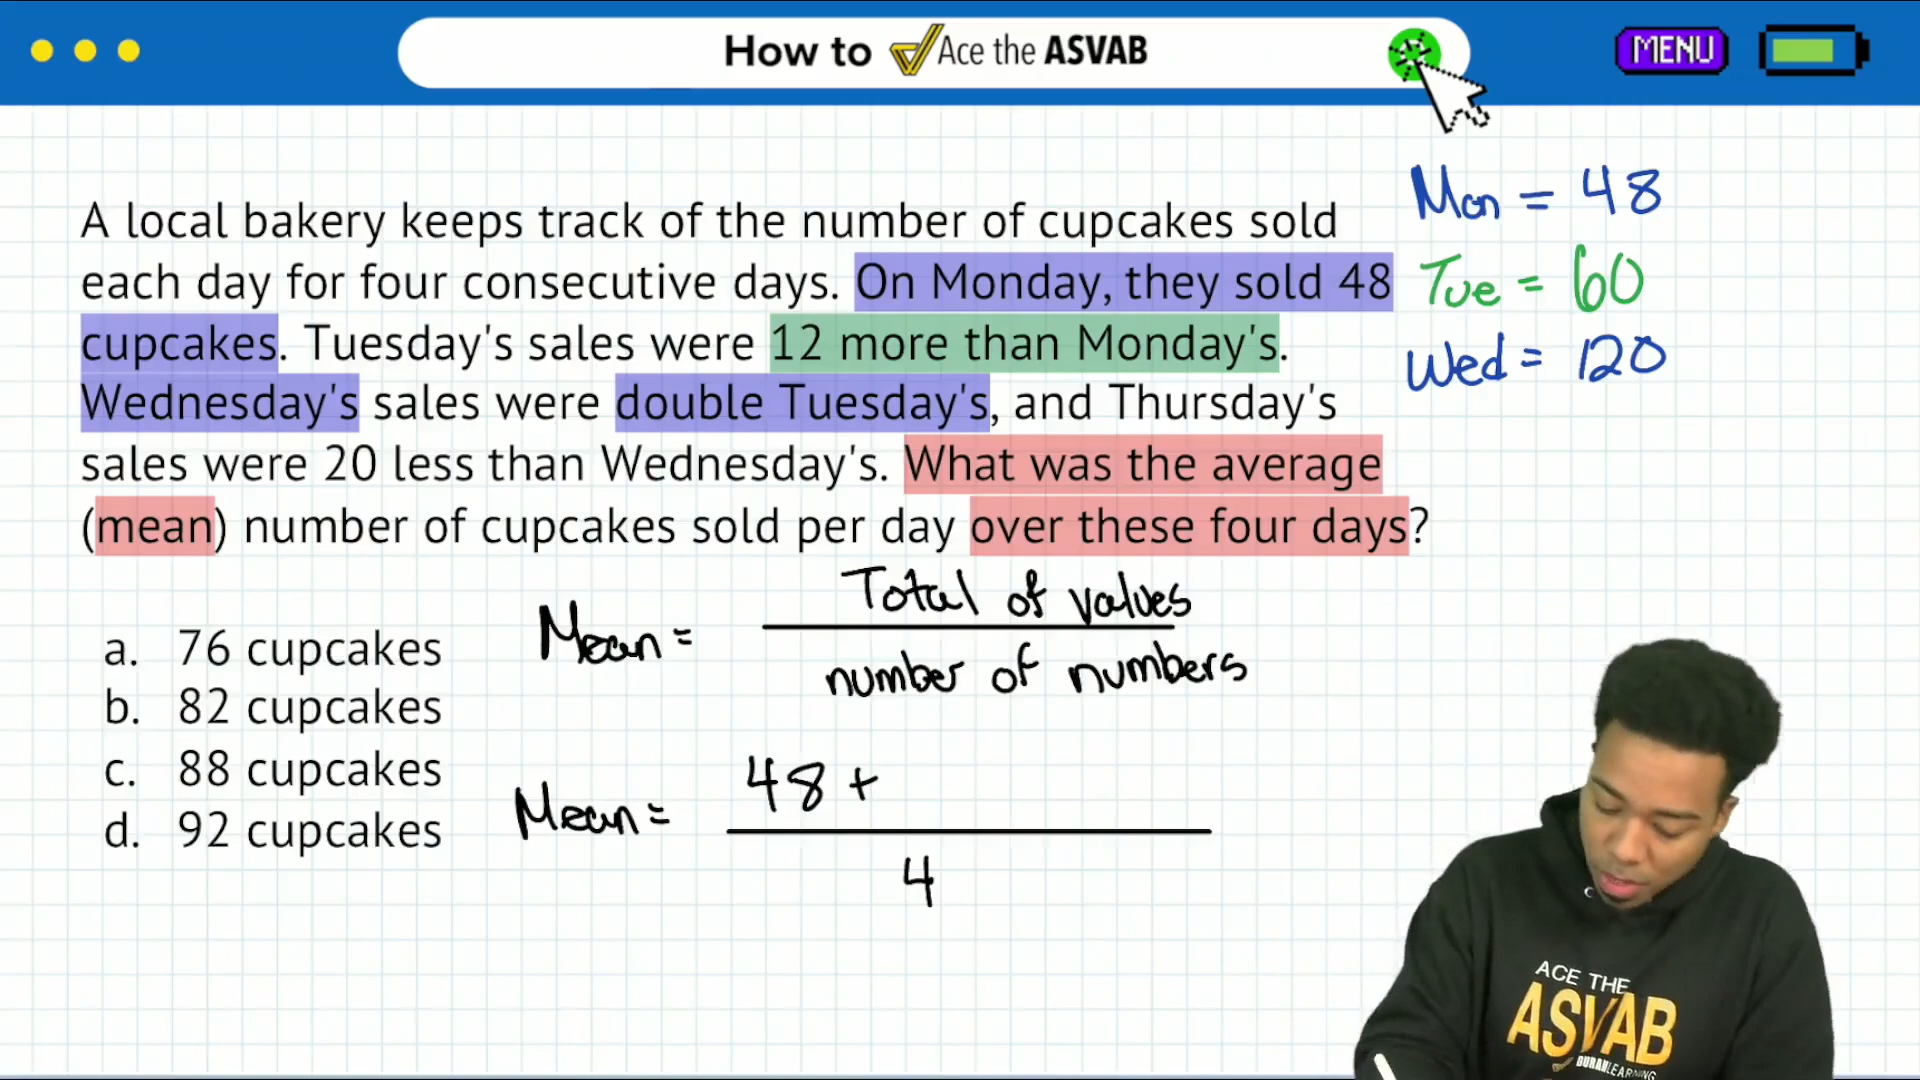 How to Ace the ASVAB
MENU
A local bakery keeps track of the number of cupcakes sold
each day for four consecutive days. On Monday, they sold 48
cupcakes. Tuesday's sales were 12 more than Monday's.
Wednesday's sales were double Tuesday's, and Thursday's
sales were 20 less than Wednesday's. What was the average
(mean) number of cupcakes sold per day over these four days?
Mon = 48
Tue = 60
Wed = 120
a. 76 cupcakes
b. 82 cupcakes
c. 88 cupcakes
d. 92 cupcakes
Mean =
Total of values
number of numbers
Mean =
48 +
4
ACE THE
ASVAB
DURANLEARNING